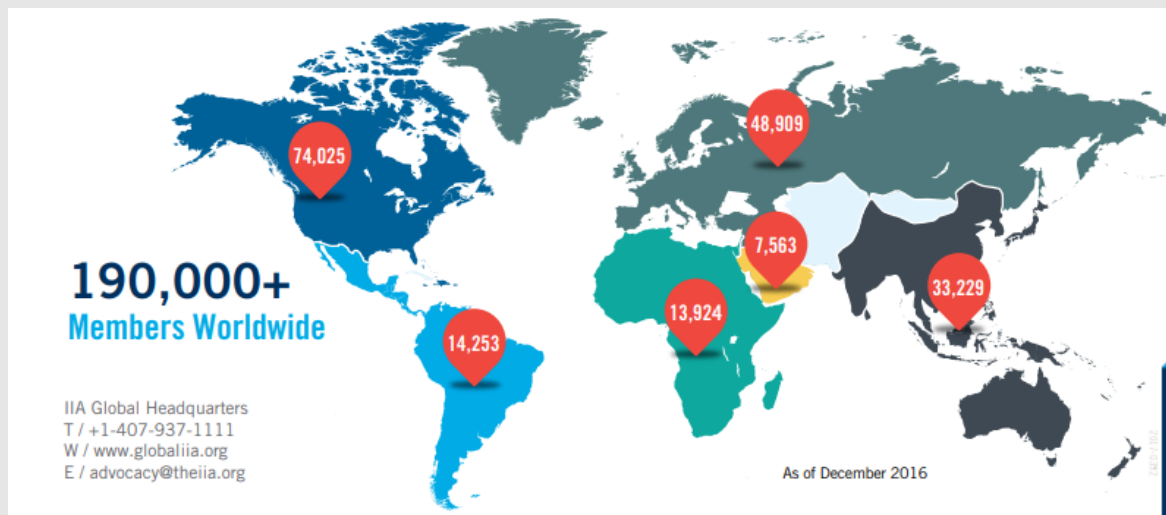 74,025
48,909
7,563
13,924
33,229
14,253
190,000+
Members Worldwide
IIA Global Headquarters
T / +1-407-937-1111
W / www.globaliia.org
E / advocacy@theiia.org
As of December 2016